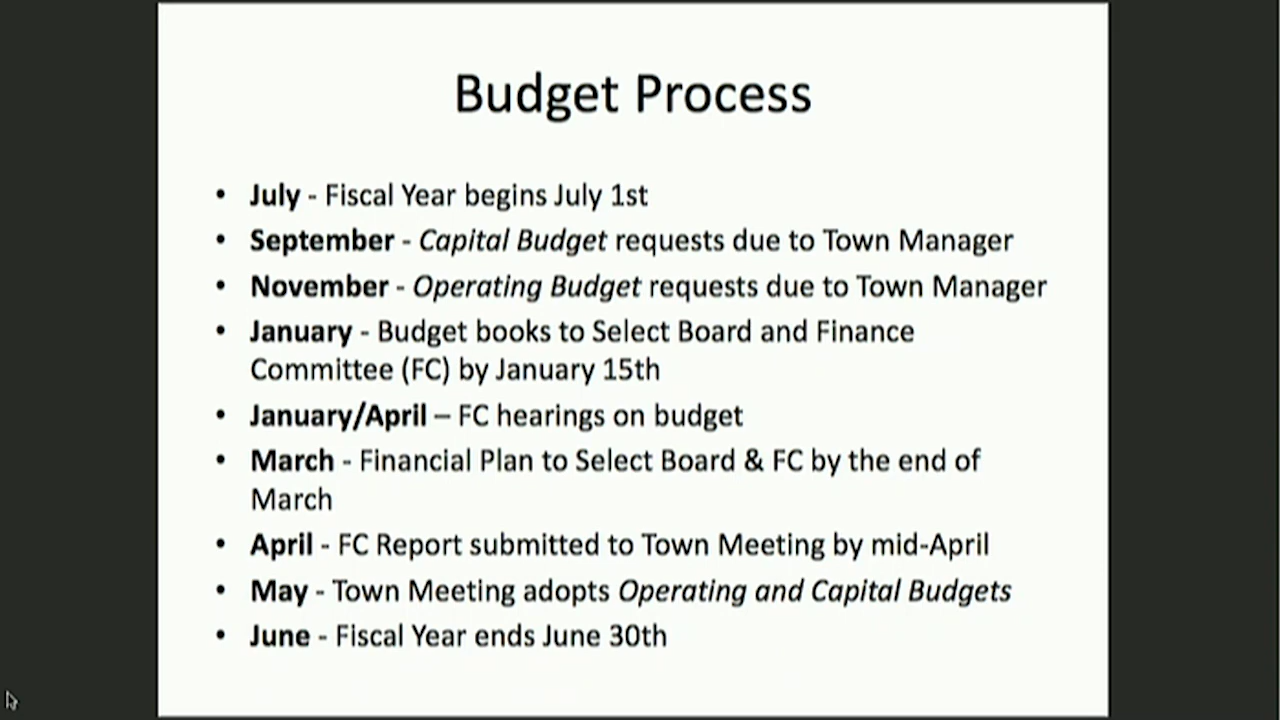 Budget Process
• July - Fiscal Year begins July 1st
• September - Capital Budget requests due to Town Manager
• November - Operating Budget requests due to Town Manager
• January - Budget books to Select Board and Finance
Committee (FC) by January 15th
• January/April – FC hearings on budget
• March - Financial Plan to Select Board & FC by the end of
March
• April - FC Report submitted to Town Meeting by mid-April
• May - Town Meeting adopts Operating and Capital Budgets
• June - Fiscal Year ends June 30th